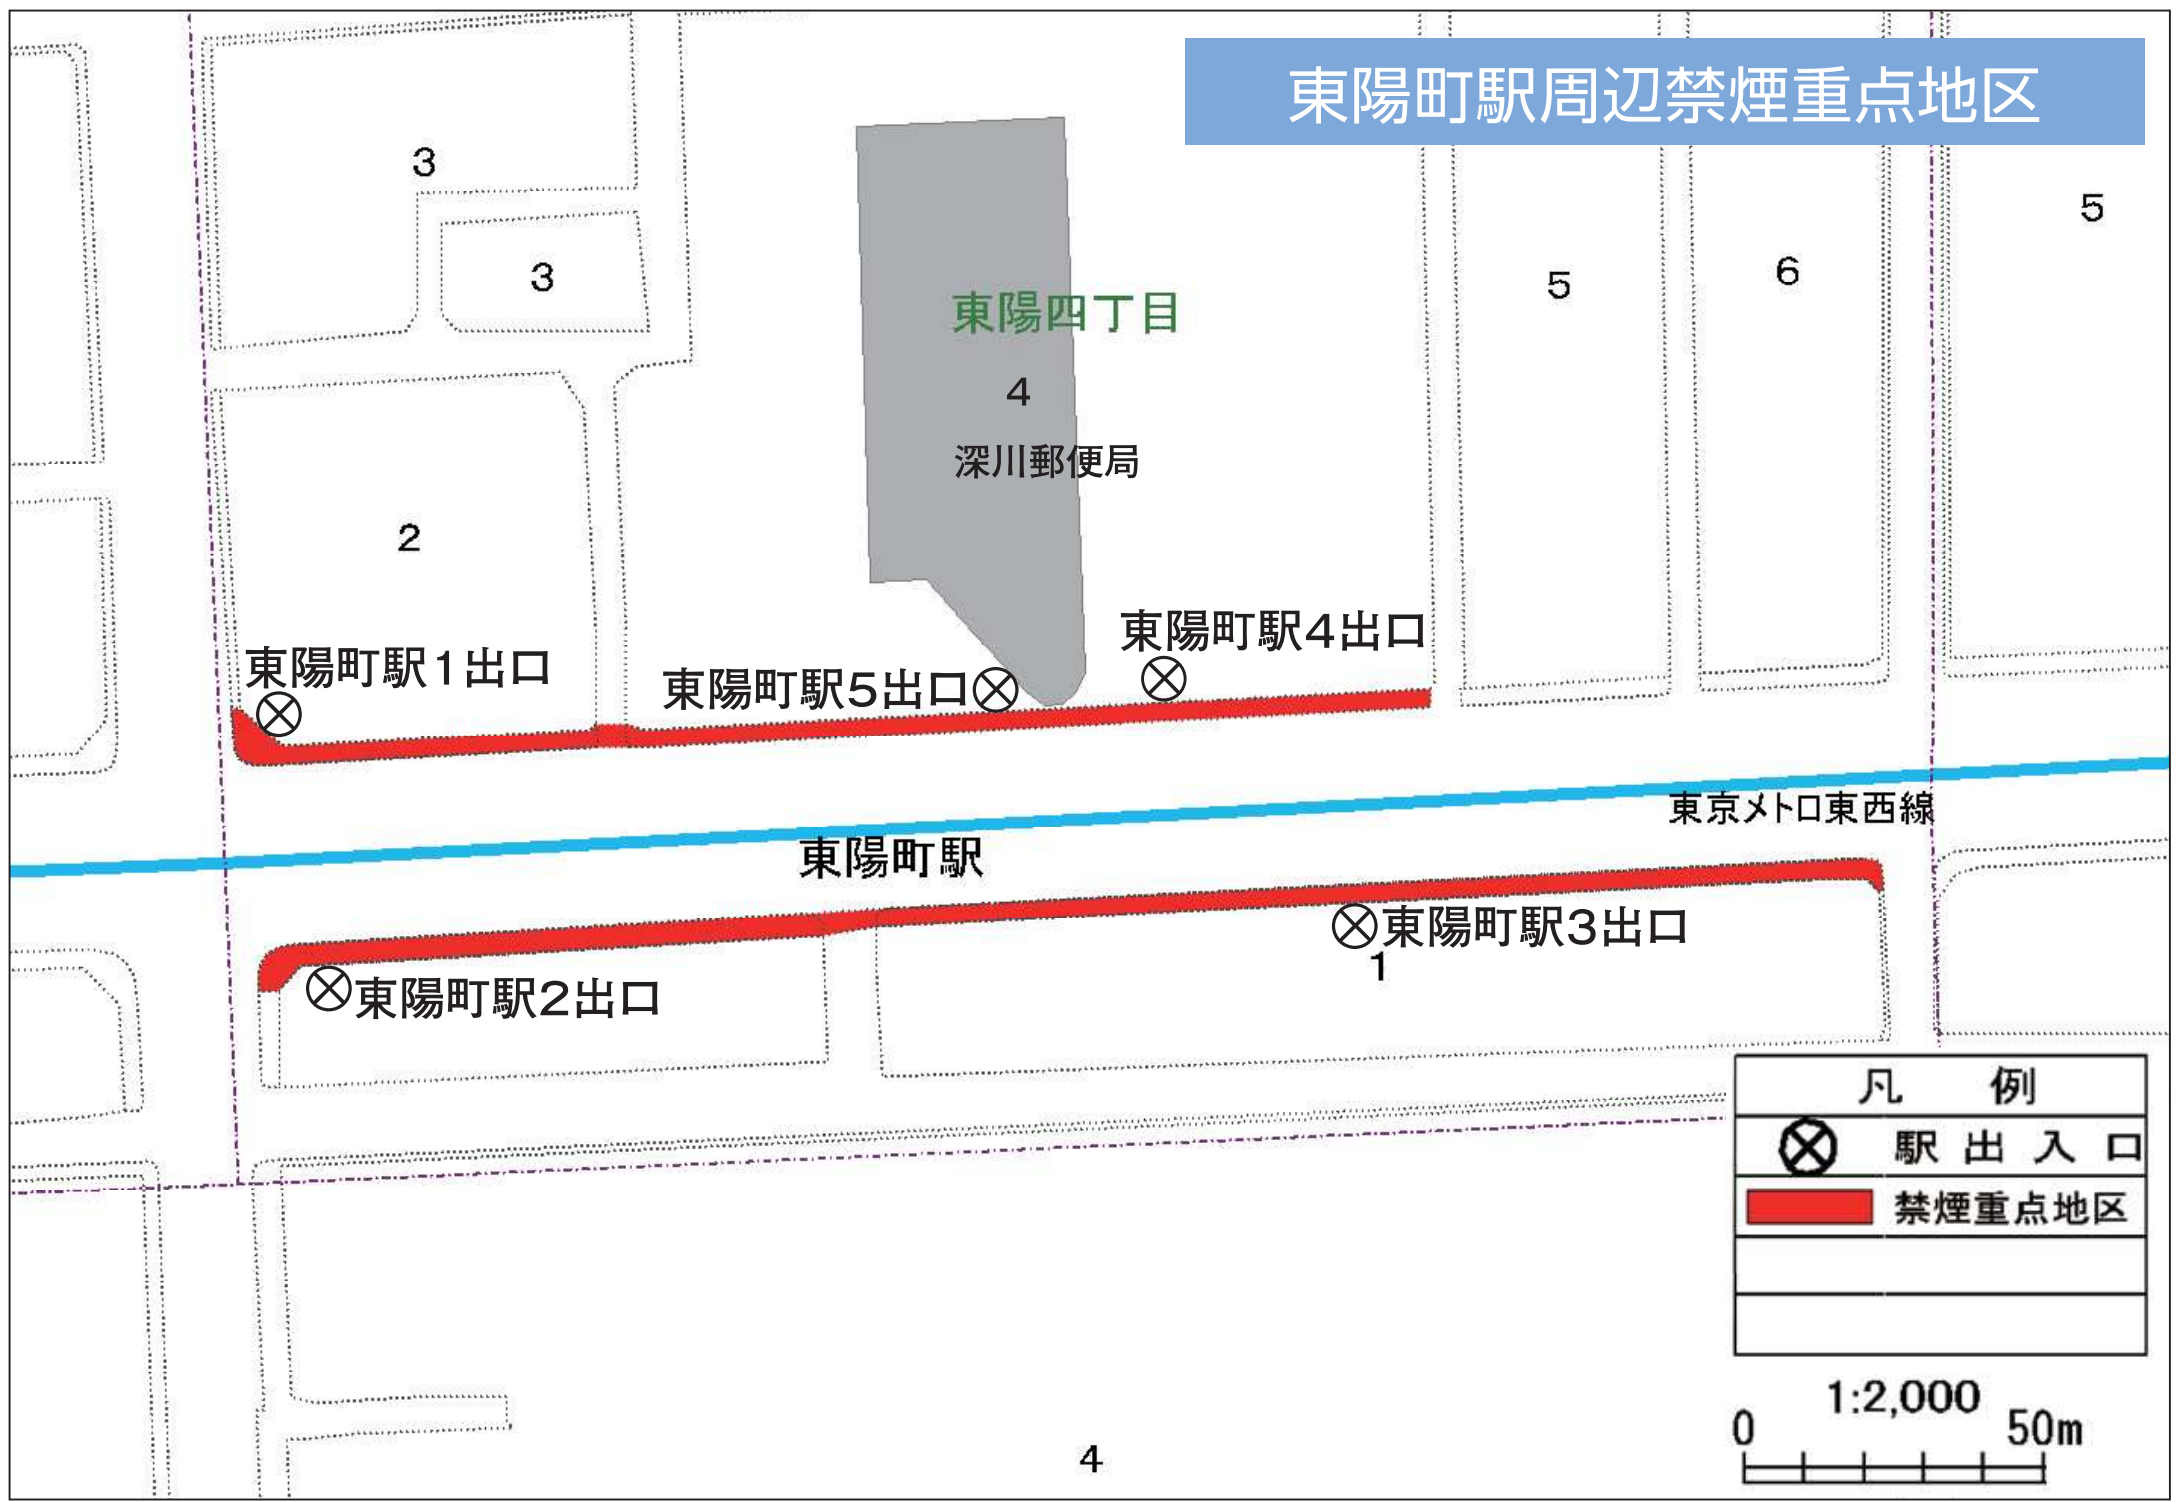 東陽町駅周辺禁煙重点地区
3
5
3
6
5
東陽四丁目
4
深川郵便局
2
東陽町駅4出口
東陽町駅1出口
東陽町駅5出口
東京メトロ東西線
東陽町駅
東陽町駅3出口
1
東陽町駅2出口
凡 例
駅出入口
禁煙重点地区
1:2,000
0 50m
4